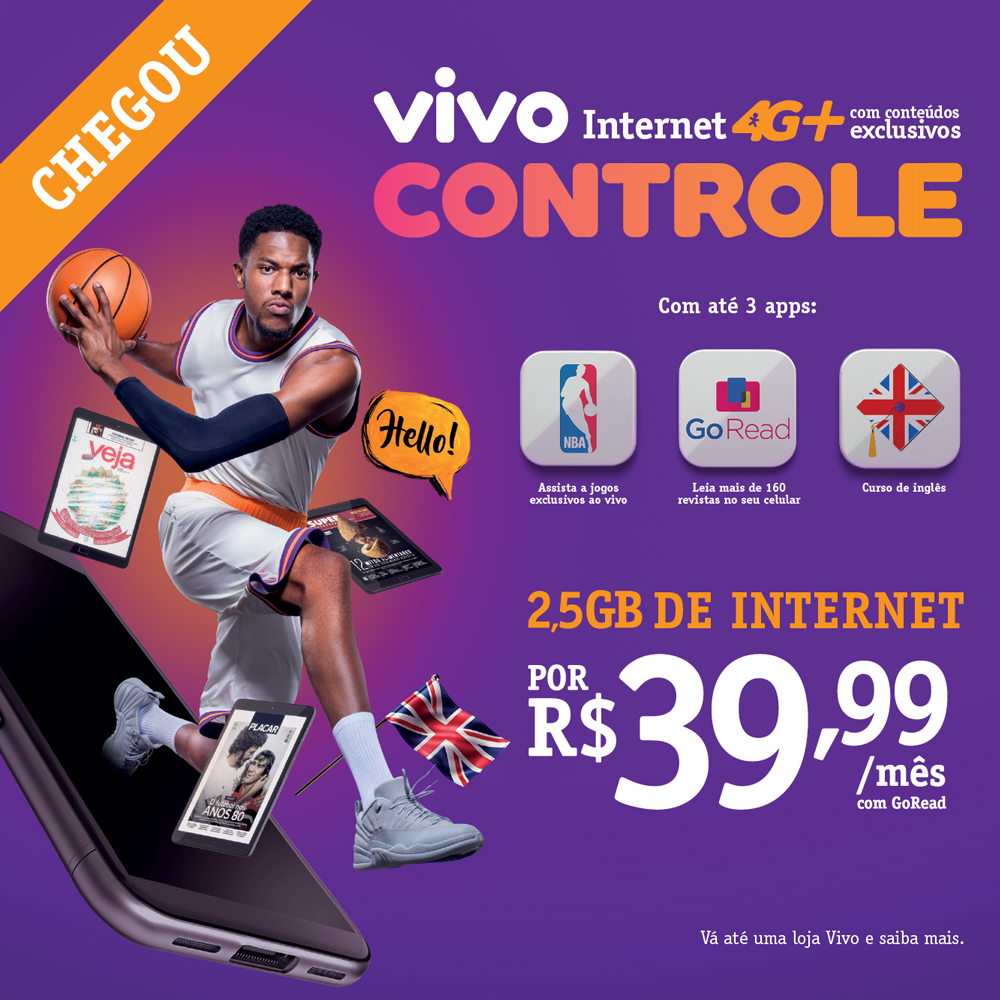 CHEGOU
vivo Internet 4G+ com conteúdos
exclusivos
CONTROLE
Com até 3 apps:
NBA
GoRead
Assista a jogos
exclusivos ao vivo
Leia mais de 160
revistas no seu celular
Curso de inglês
Hello!
veja
SUPER
PLACAR
ANOS 80
2,5GB DE INTERNET
POR
R$39,99
/mês
com GoRead
Vá até uma loja Vivo e saiba mais.